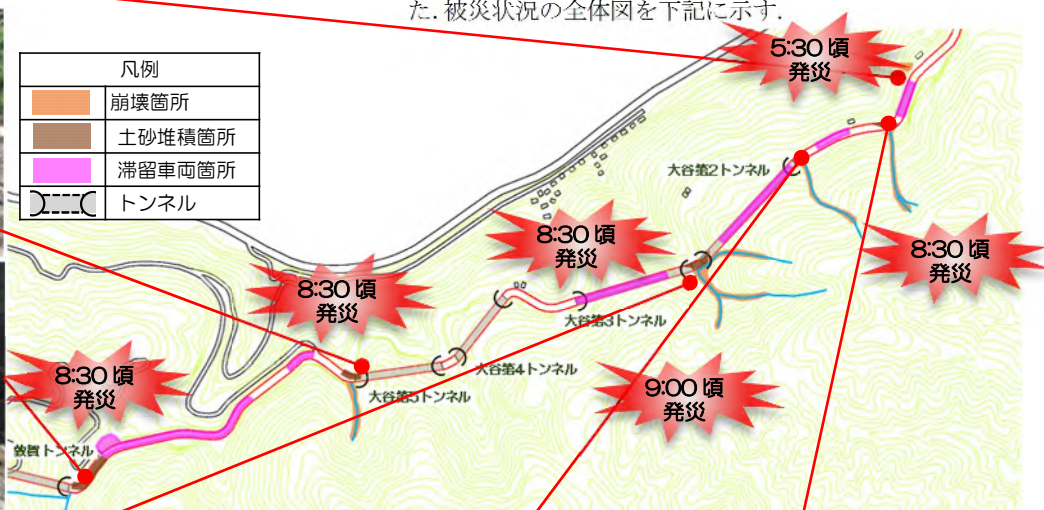 た.被災状況の全体図を下記に示す.
凡例
崩壊箇所
土砂堆積箇所
滞留車両箇所
トンネル
5:30 頃
発災
大谷第2トンネル
8:30 頃
発災
8:30 頃
発災
8:30 頃
発災
大谷第3トンネル
大谷第4トンネル
大谷第5トンネル
9:00 頃
発災
8:30 頃
発災
敦賀トンネル